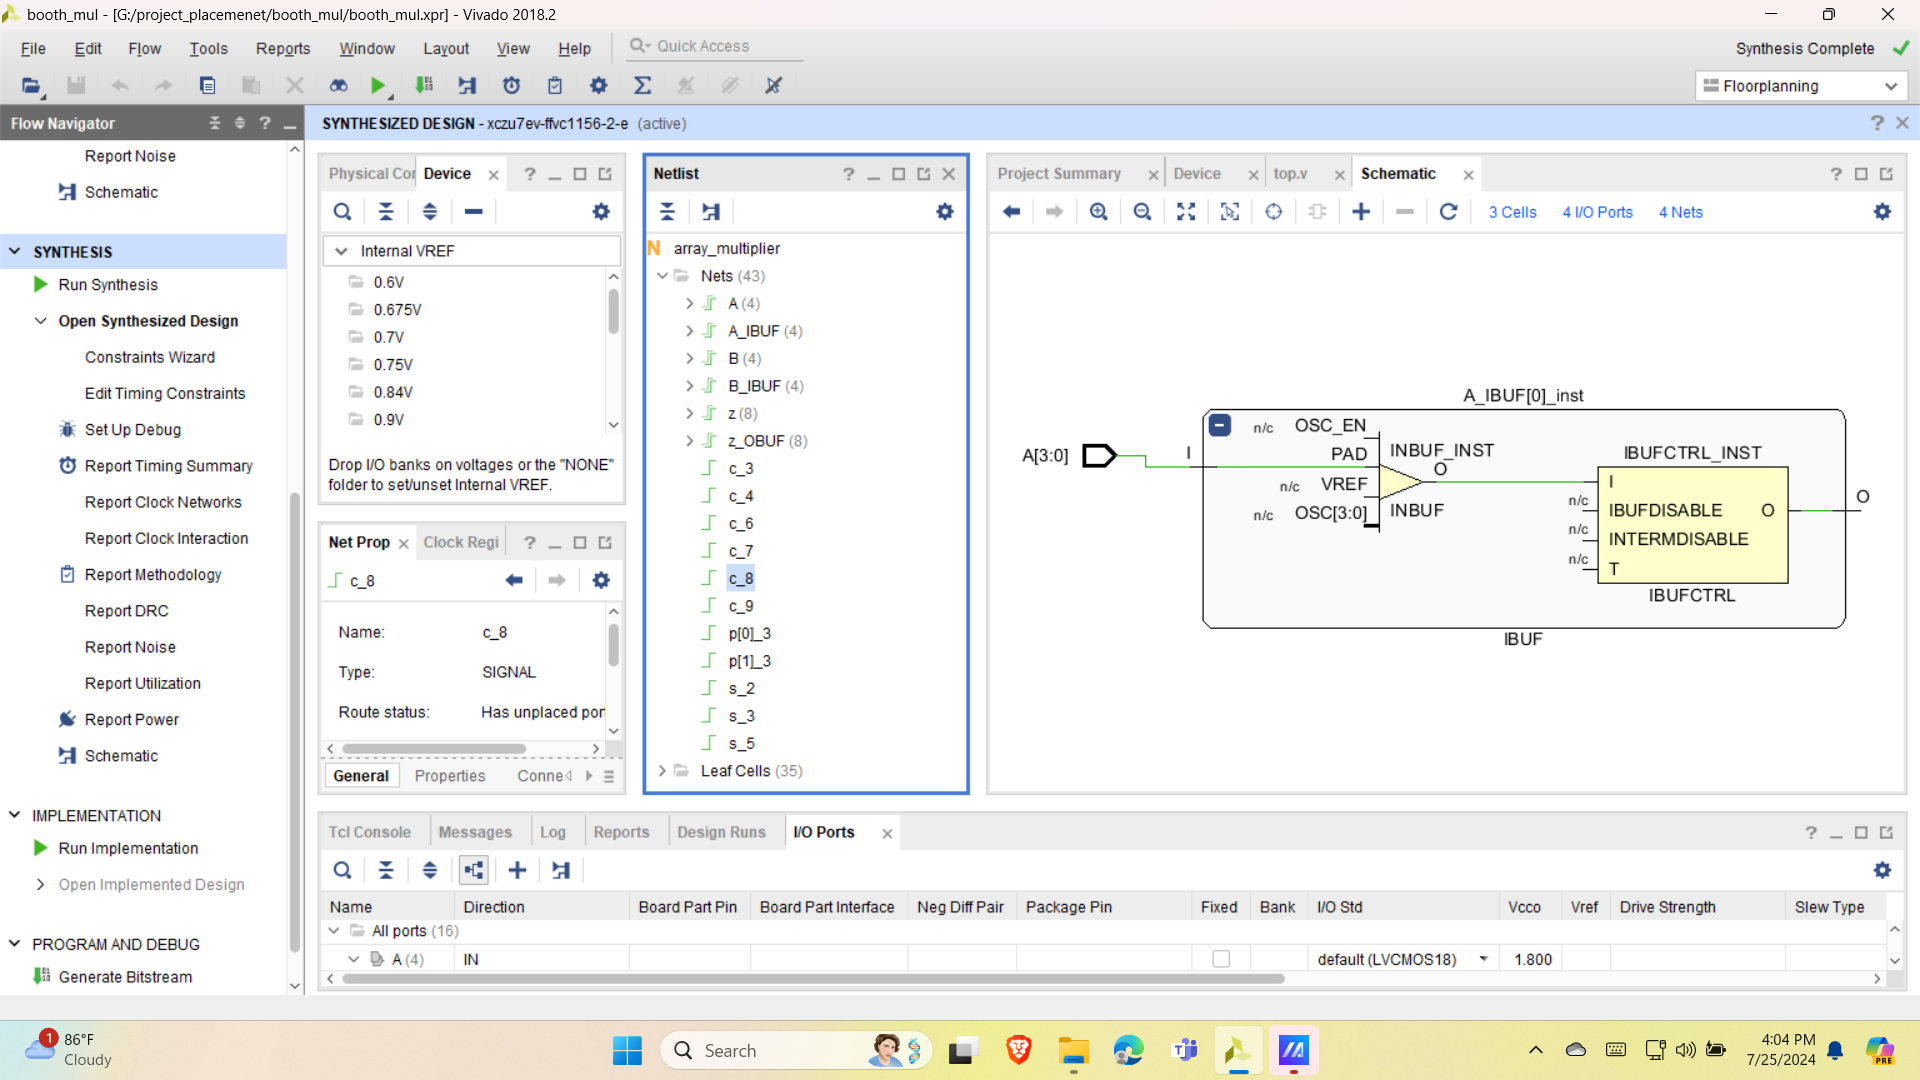 booth_mul - [G:/project_placemenet/booth_mul/booth_mul.xpr] - Vivado 2018.2
File Edit Flow Tools Reports Window Layout View Help Quick Access
Synthesis Complete
Floorplanning
Flow Navigator
SYNTHESIZED DESIGN - xczu7ev-ffvc1156-2-e (active)
Report Noise
Schematic
SYNTHESIS
Run Synthesis
Open Synthesized Design
Constraints Wizard
Edit Timing Constraints
Set Up Debug
Report Timing Summary
Report Clock Networks
Report Clock Interaction
Report Methodology
Report DRC
Report Noise
Report Utilization
Report Power
Schematic
IMPLEMENTATION
Run Implementation
Open Implemented Design
PROGRAM AND DEBUG
Generate Bitstream
Physical Cor Device
Internal VREF
0.6V
0.675V
0.7V
0.75V
0.84V
0.9V
Drop I/O banks on voltages or the "NONE"
folder to set/unset Internal VREF.
Net Prop Clock Regi
c_8
Name: c_8
Type: SIGNAL
Route status: Has unplaced por
General Properties Conne
Netlist
N array_multiplier
Nets (43)
A (4)
A_IBUF (4)
B (4)
B_IBUF (4)
z (8)
z_OBUF (8)
c_3
c_4
c_6
c_7
c_8
c_9
p[0]_3
p[1]_3
s_2
s_3
s_5
Leaf Cells (35)
Project Summary Device top.v Schematic
3 Cells 4 I/O Ports 4 Nets
A_IBUF[0]_inst
A[3:0]
I
n/c OSC_EN
PAD
n/c VREF
n/c OSC[3:0]
INBUF_INST
O
INBUF
IBUFCTRL_INST
I
n/c IBUFDISABLE O
n/c INTERMDISABLE
n/c T
IBUFCTRL
O
IBUF
Tcl Console Messages Log Reports Design Runs I/O Ports
Name Direction Board Part Pin Board Part Interface Neg Diff Pair Package Pin Fixed Bank I/O Std Vcco Vref Drive Strength Slew Type
All ports (16)
A (4) IN default (LVCMOS18) 1.800
1
86°F
Cloudy
Search
4:04 PM
7/25/2024
PRE